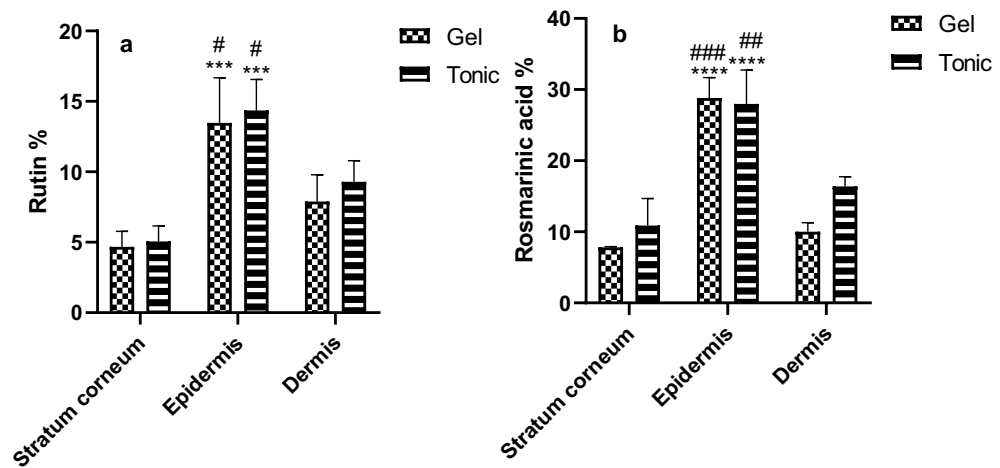 a
Rutin %
20
15
10
5
0
# #
*** ***
Gel
Tonic
Stratum corneum
Epidermis
Dermis
b
Rosmarinic acid %
40
30
20
10
0
### ##
**** ****
Gel
Tonic
Stratum corneum
Epidermis
Dermis